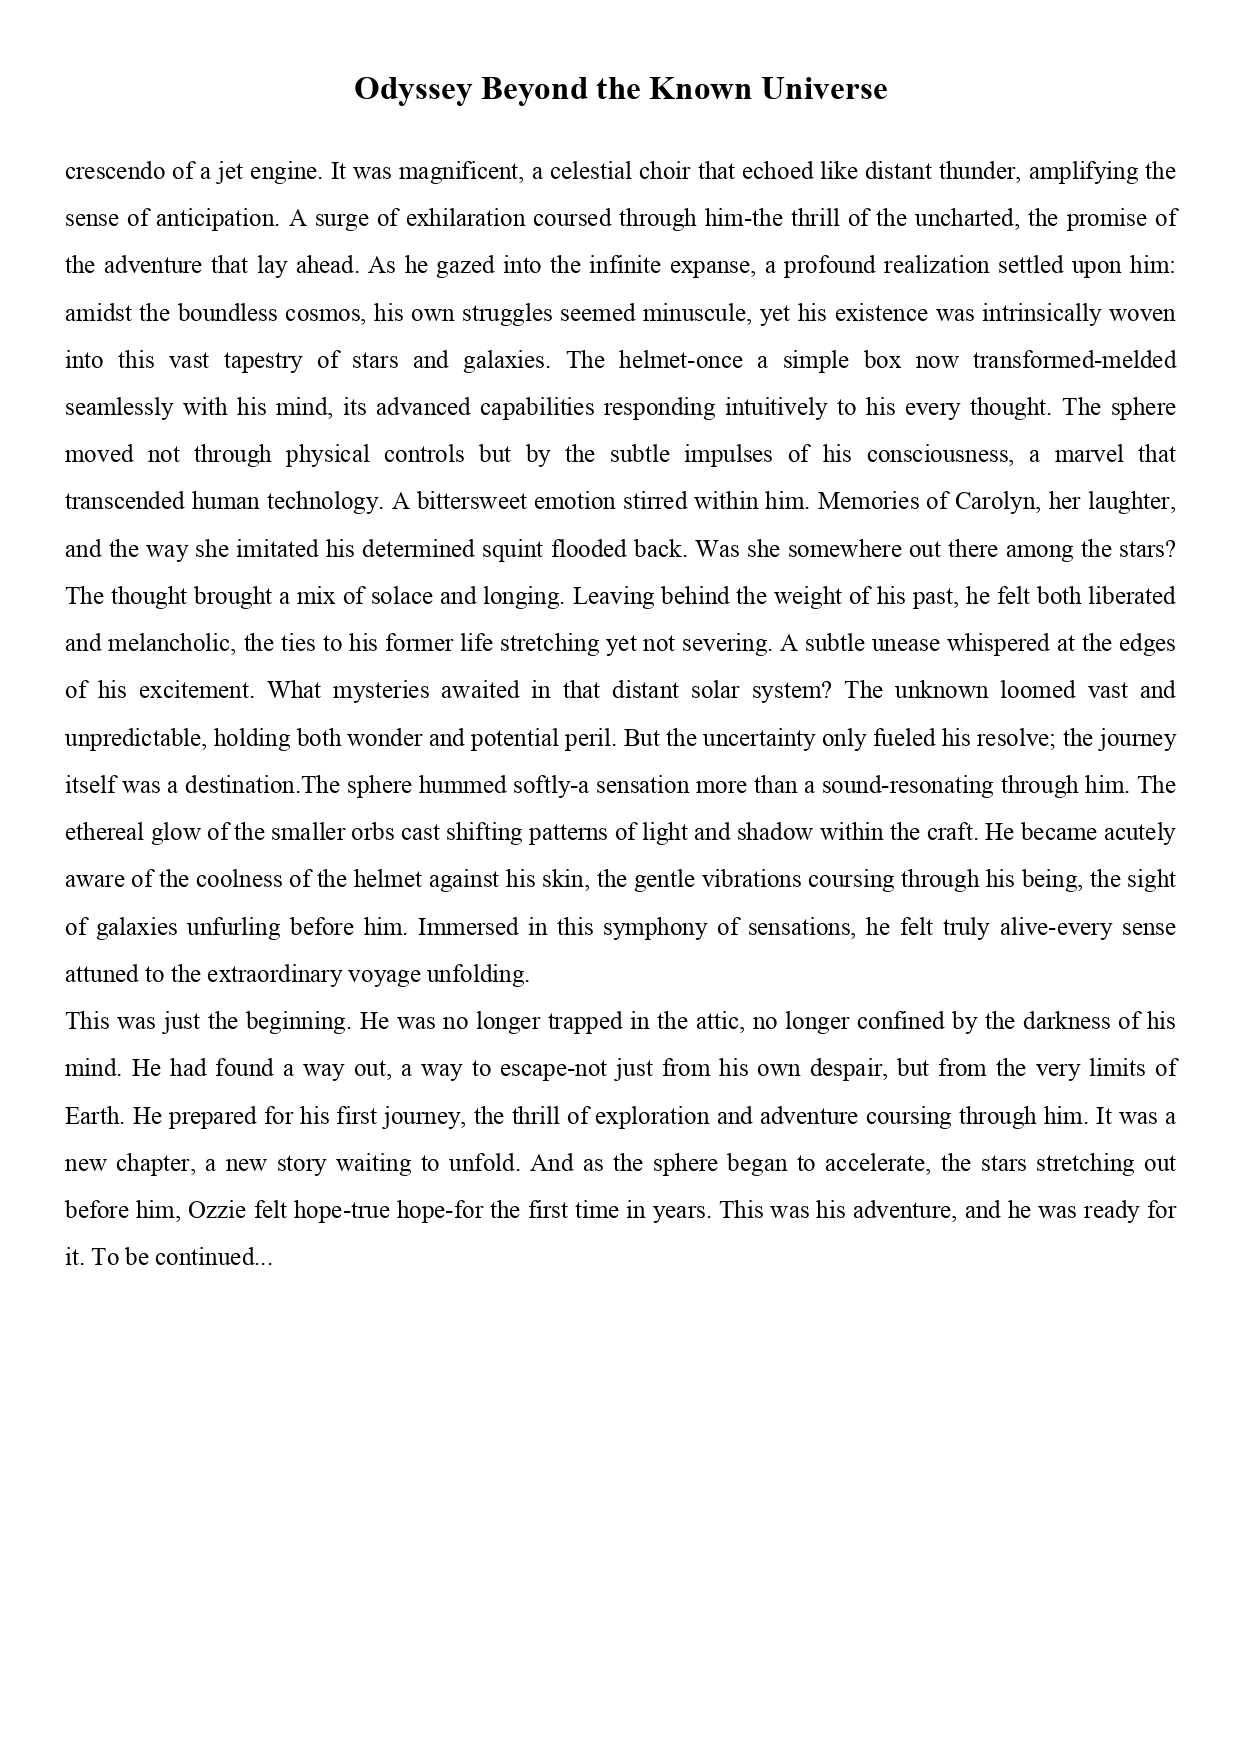 Odyssey Beyond the Known Universe
crescendo of a jet engine. It was magnificent, a celestial choir that echoed like distant thunder, amplifying the
sense of anticipation. A surge of exhilaration coursed through him-the thrill of the uncharted, the promise of
the adventure that lay ahead. As he gazed into the infinite expanse, a profound realization settled upon him:
amidst the boundless cosmos, his own struggles seemed minuscule, yet his existence was intrinsically woven
into this vast tapestry of stars and galaxies. The helmet-once a simple box now transformed-melded
seamlessly with his mind, its advanced capabilities responding intuitively to his every thought. The sphere
moved not through physical controls but by the subtle impulses of his consciousness, a marvel that
transcended human technology. A bittersweet emotion stirred within him. Memories of Carolyn, her laughter,
and the way she imitated his determined squint flooded back. Was she somewhere out there among the stars?
The thought brought a mix of solace and longing. Leaving behind the weight of his past, he felt both liberated
and melancholic, the ties to his former life stretching yet not severing. A subtle unease whispered at the edges
of his excitement. What mysteries awaited in that distant solar system? The unknown loomed vast and
unpredictable, holding both wonder and potential peril. But the uncertainty only fueled his resolve; the journey
itself was a destination.The sphere hummed softly-a sensation more than a sound-resonating through him. The
ethereal glow of the smaller orbs cast shifting patterns of light and shadow within the craft. He became acutely
aware of the coolness of the helmet against his skin, the gentle vibrations coursing through his being, the sight
of galaxies unfurling before him. Immersed in this symphony of sensations, he felt truly alive-every sense
attuned to the extraordinary voyage unfolding.
This was just the beginning. He was no longer trapped in the attic, no longer confined by the darkness of his
mind. He had found a way out, a way to escape-not just from his own despair, but from the very limits of
Earth. He prepared for his first journey, the thrill of exploration and adventure coursing through him. It was a
new chapter, a new story waiting to unfold. And as the sphere began to accelerate, the stars stretching out
before him, Ozzie felt hope-true hope-for the first time in years. This was his adventure, and he was ready for
it. To be continued...